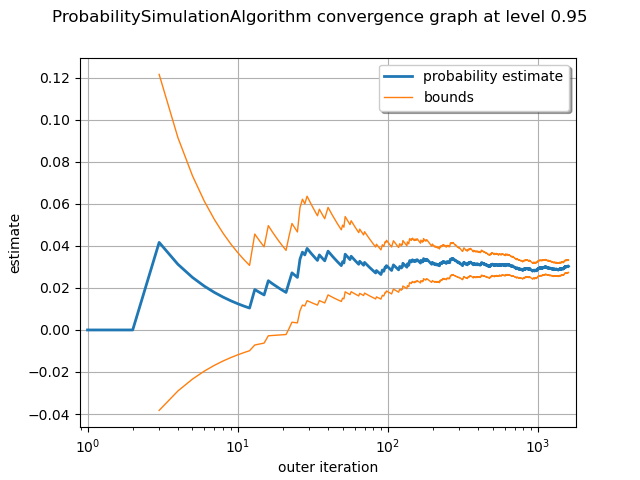 ProbabilitySimulationAlgorithm convergence graph at level 0.95
probability estimate
bounds
estimate
0.12
0.10
0.08
0.06
0.04
0.02
0.00
−0.02
−0.04
10⁰
10¹
10²
10³
outer iteration